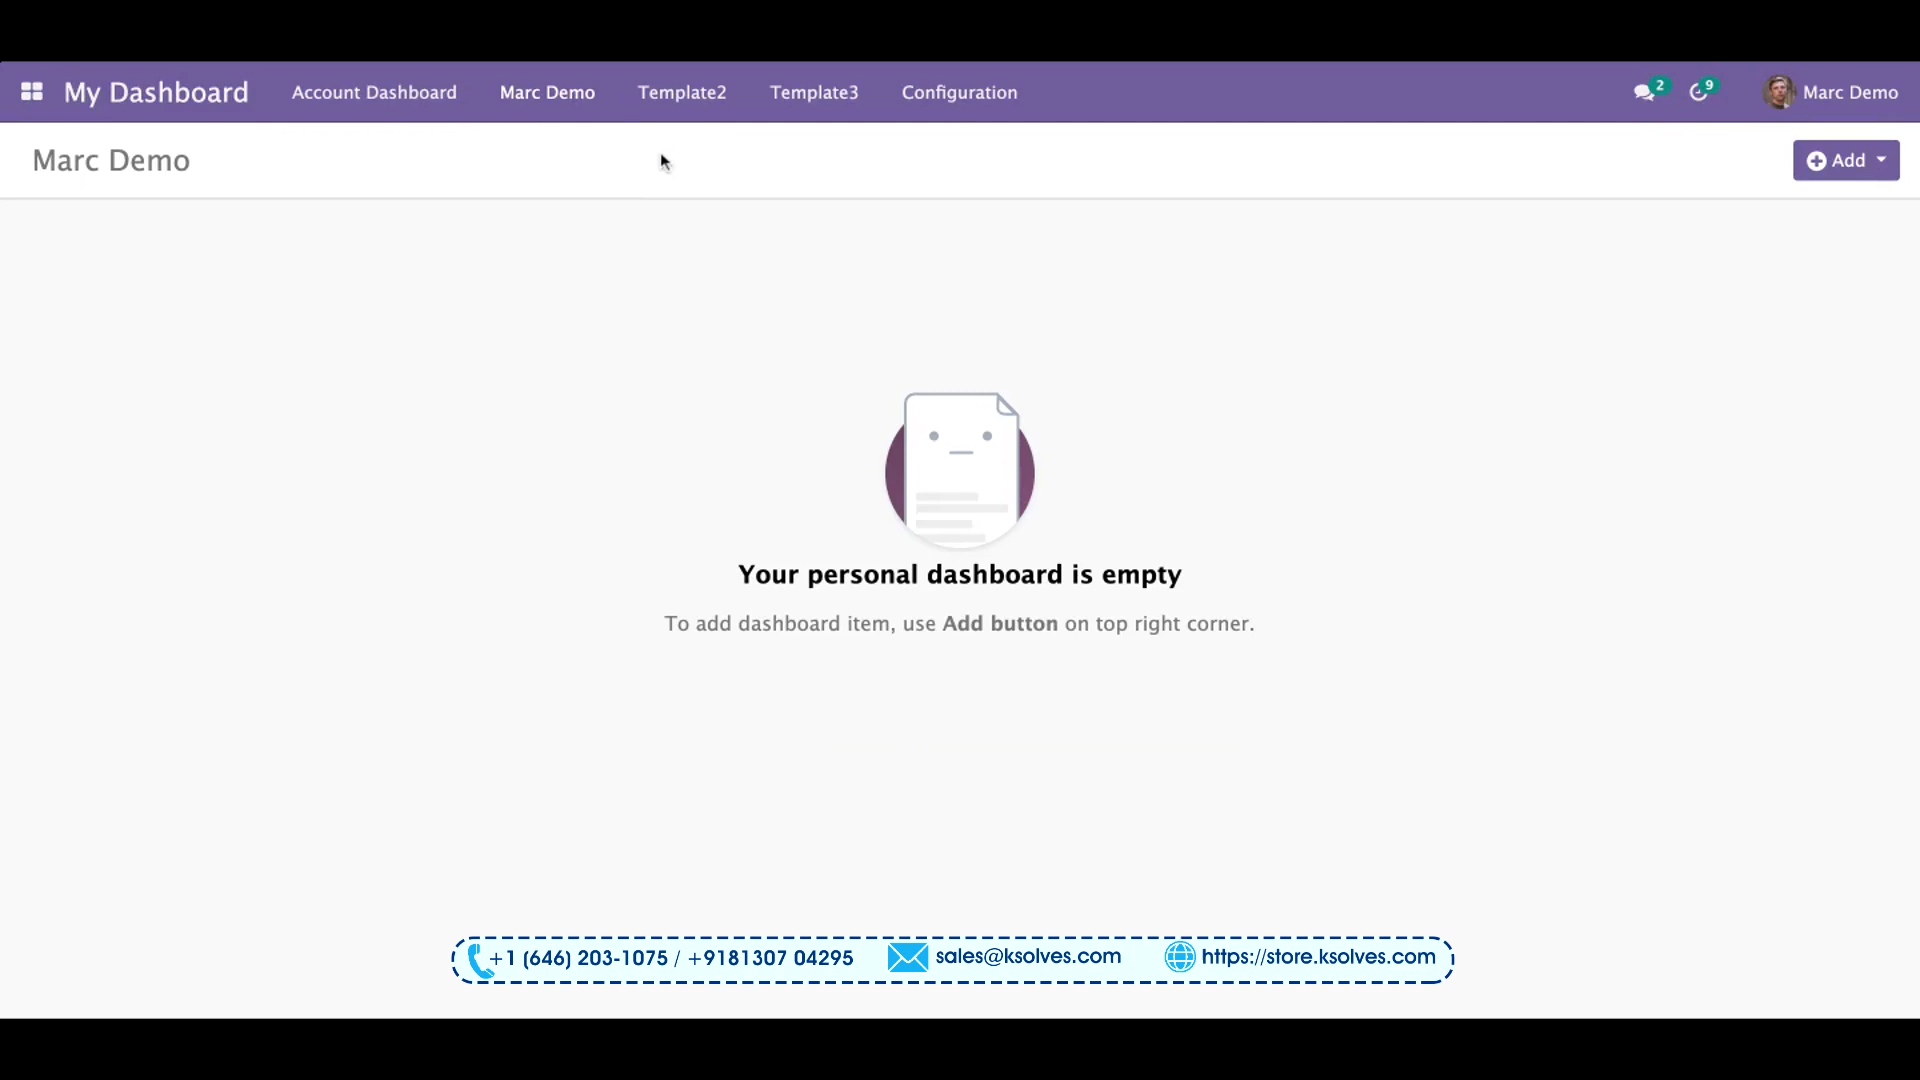 My Dashboard Account Dashboard Marc Demo Template2 Template3 Configuration 2 9 Marc Demo
Marc Demo Add
Your personal dashboard is empty
To add dashboard item, use Add button on top right corner.
+1 (646) 203-1075 / +9181307 04295 sales@ksolves.com https://store.ksolves.com